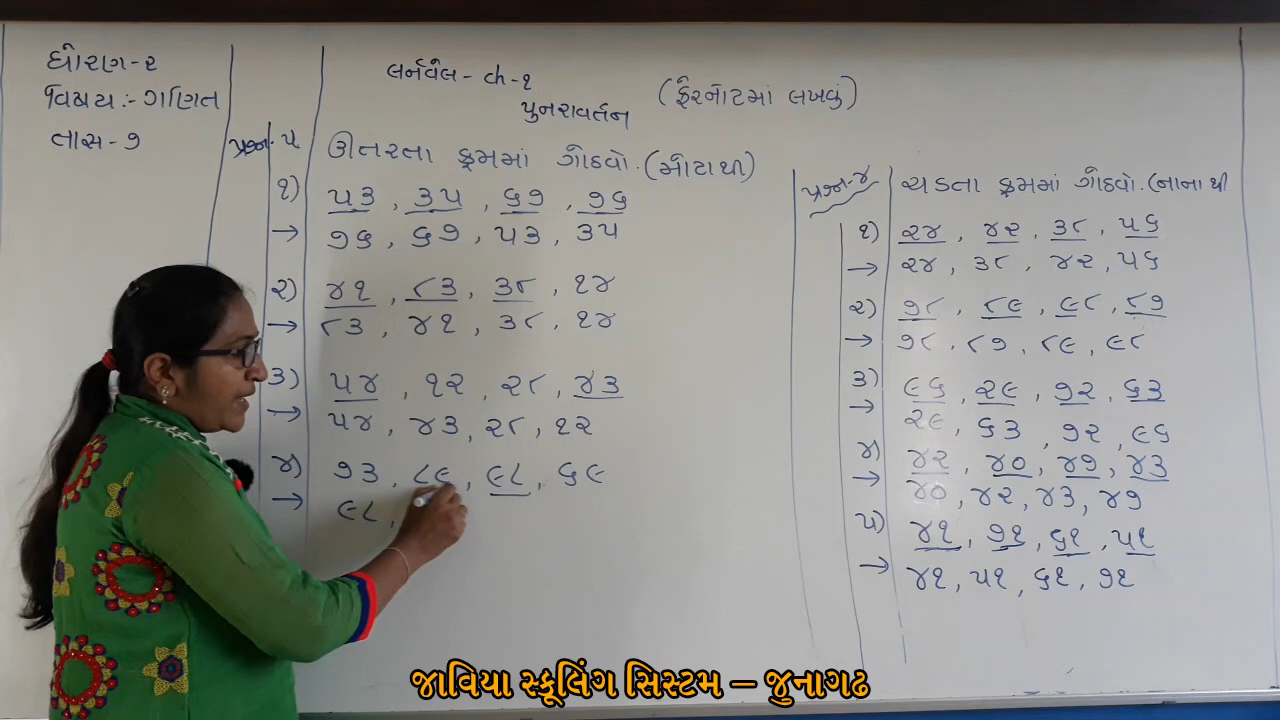 ધોરણ-૨
વિષય :- ગણિત
તાસ-૭
લર્નવેલ - ch-૧
પુનરાવર્તન
(ફેરનોટમાં લખવું)
પ્રશ્ન-૫ ઊતરતા ક્રમમાં ગોઠવો. (મોટાથી)
૧) ૫૩ , ૩૫ , ૬૭ , ૭૬
→ ૭૬ , ૬૭ , ૫૩ , ૩૫
૨) ૪૧ , ૮૩ , ૩૮ , ૧૪
→ ૮૩ , ૪૧ , ૩૮ , ૧૪
૩) ૫૪ , ૧૨ , ૨૮ , ૪૩
→ ૫૪ , ૪૩ , ૨૮ , ૧૨
૪) ૭૩ , ૮૯ , ૯૮ , ૬૯
→ ૯૮ ,
પ્રશ્ન-૪ ચડતા ક્રમમાં ગોઠવો. (નાનાથી
૧) ૨૪ , ૪૨ , ૩૮ , ૫૬
→ ૨૪ , ૩૮ , ૪૨ , ૫૬
૨) ૭૮ , ૮૯ , ૯૮ , ૮૭
→ ૭૮ , ૮૭ , ૮૯ , ૯૮
૩) ૯૬ , ૨૯ , ૭૨ , ૬૩
→ ૨૯ , ૬૩ , ૭૨ , ૯૬
૪) ૪૨ , ૪૦ , ૪૭ , ૪૩
→ ૪૦ , ૪૨ , ૪૩ , ૪૭
૫) ૪૧ , ૭૧ , ૬૧ , ૫૧
→ ૪૧ , ૫૧ , ૬૧ , ૭૧
જાવિયા સ્કૂલિંગ સિસ્ટમ – જુનાગઢ